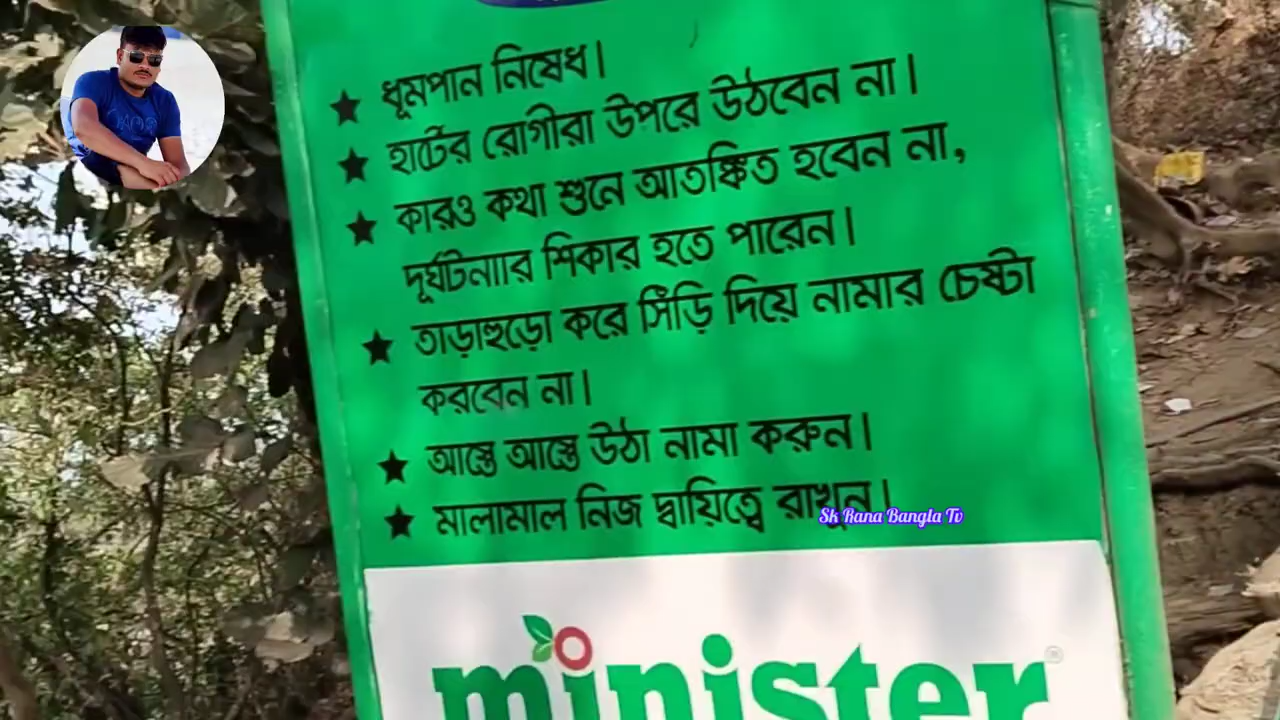 ★ ধূমপান নিষেধ।
★ হার্টের রোগীরা উপরে উঠবেন না।
★ কারও কথা শুনে আতঙ্কিত হবেন না,
দূর্ঘটনাার শিকার হতে পারেন।
★ তাড়াহুড়ো করে সিঁড়ি দিয়ে নামার চেষ্টা
করবেন না।
★ আস্তে আস্তে উঠা নামা করুন।
★ মালামাল নিজ দ্বায়িত্বে রাখুন।
Sk Rana Bangla Tv
minister®